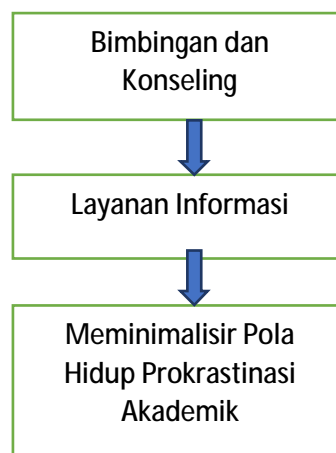 Bimbingan dan
Konseling
Layanan Informasi
Meminimalisir Pola
Hidup Prokrastinasi
Akademik